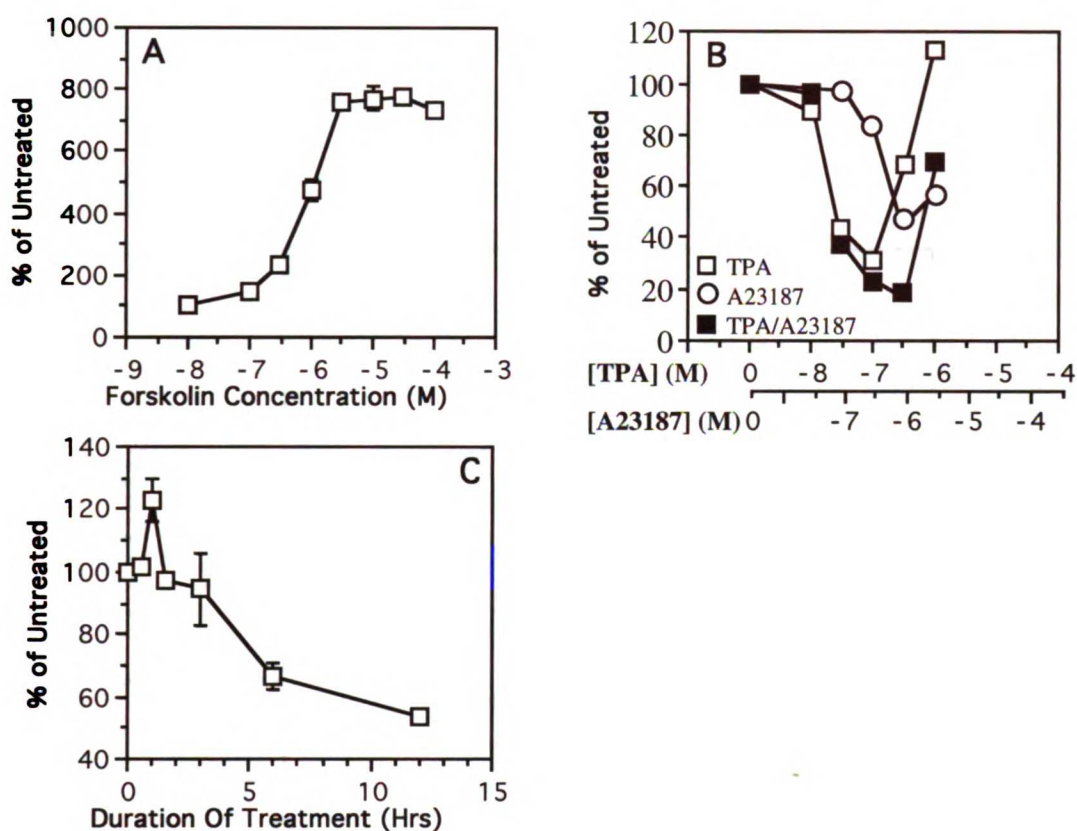 A
% of Untreated
1000
800
600
400
200
0
-9 -8 -7 -6 -5 -4 -3
Forskolin Concentration (M)
B
% of Untreated
120
100
80
60
40
20
0
TPA
A23187
TPA/A23187
[TPA] (M) 0 -8 -7 -6 -5 -4
[A23187] (M) 0 -7 -6 -5 -4
C
% of Untreated
140
120
100
80
60
40
0 5 10 15
Duration Of Treatment (Hrs)